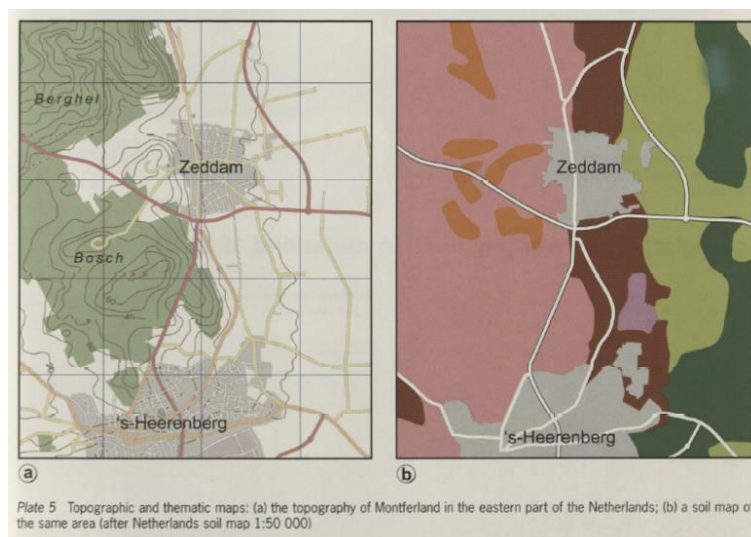 Berghel
Zeddam
Bosch
's-Heerenberg
a
Zeddam
's-Heerenberg
b
Plate 5 Topographic and thematic maps: (a) the topography of Montferland in the eastern part of the Netherlands; (b) a soil map o
the same area (after Netherlands soil map 1:50 000)